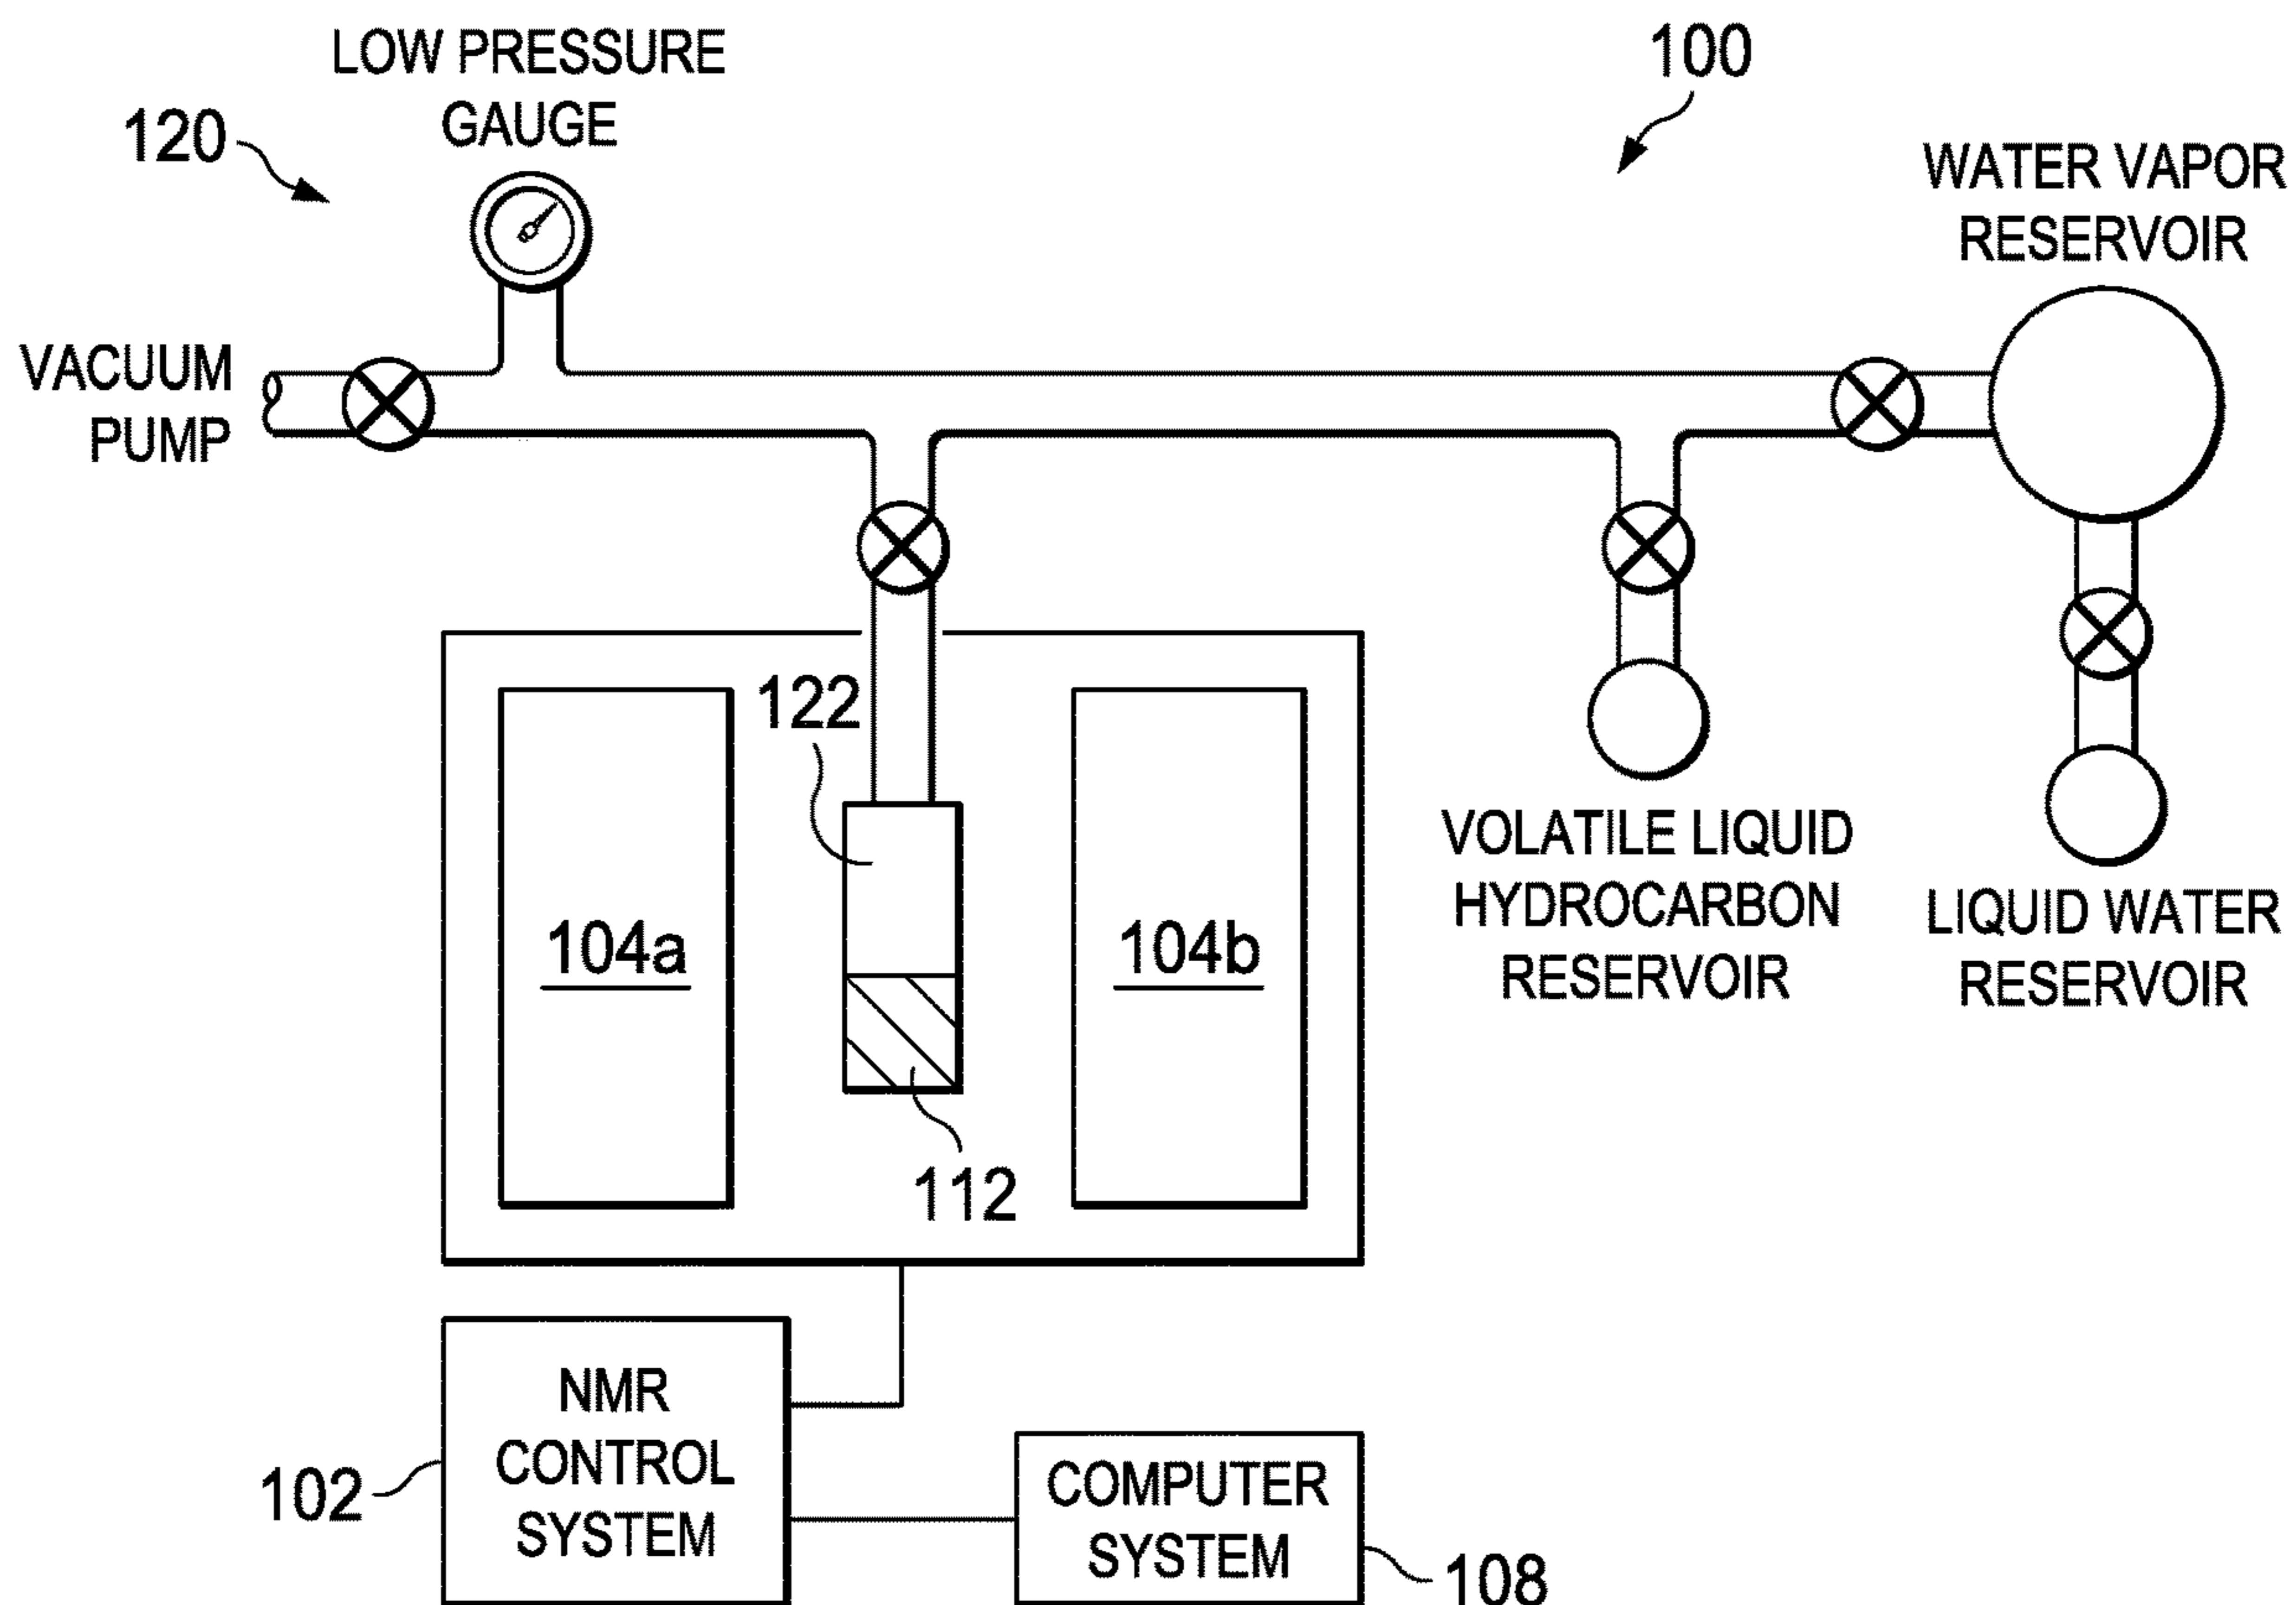 LOW PRESSURE
GAUGE
120
100
WATER VAPOR
RESERVOIR
VACUUM
PUMP
122
104a
104b
VOLATILE LIQUID
HYDROCARBON
RESERVOIR
LIQUID WATER
RESERVOIR
112
NMR
CONTROL
SYSTEM
102
COMPUTER
SYSTEM
108